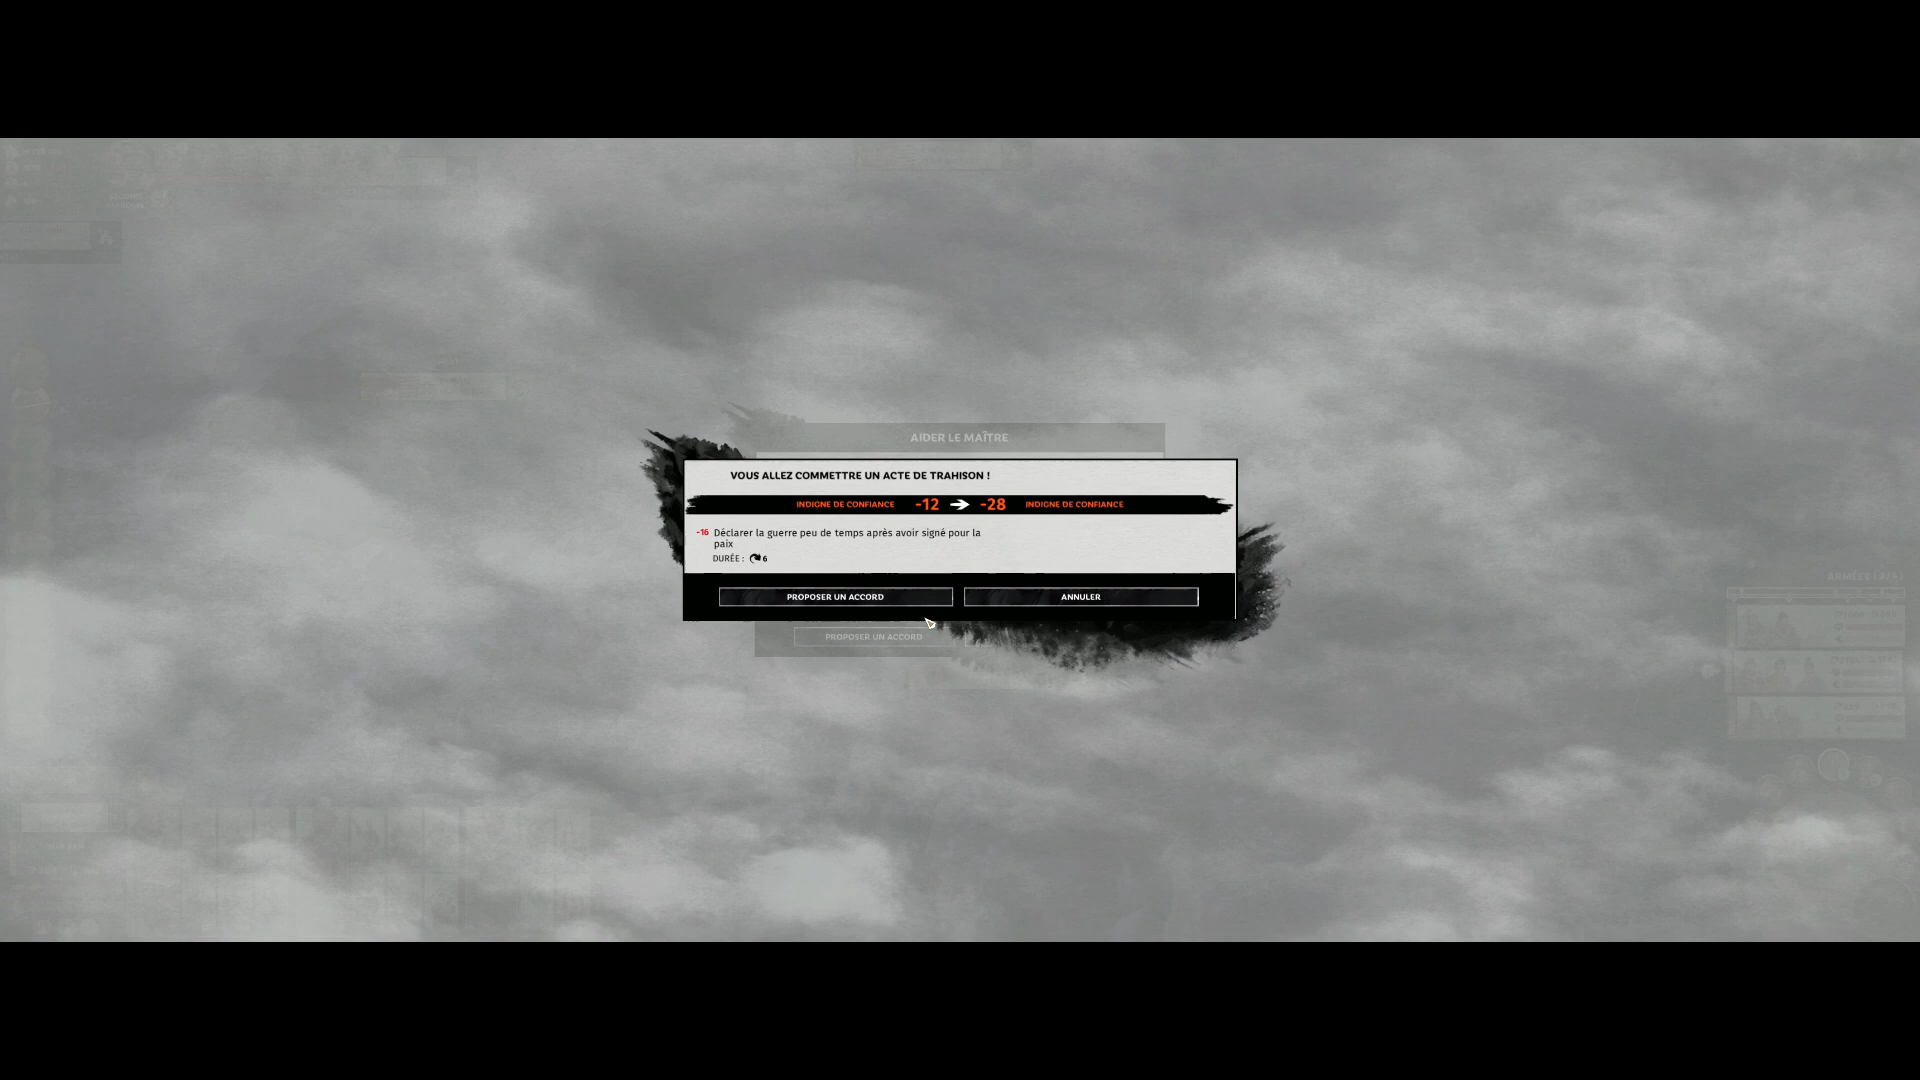 AIDER LE MAÎTRE
VOUS ALLEZ COMMETTRE UN ACTE DE TRAHISON !
INDIGNE DE CONFIANCE -12 → -28 INDIGNE DE CONFIANCE
-16 Déclarer la guerre peu de temps après avoir signé pour la
paix
DURÉE : 6
PROPOSER UN ACCORD ANNULER
PROPOSER UN ACCORD